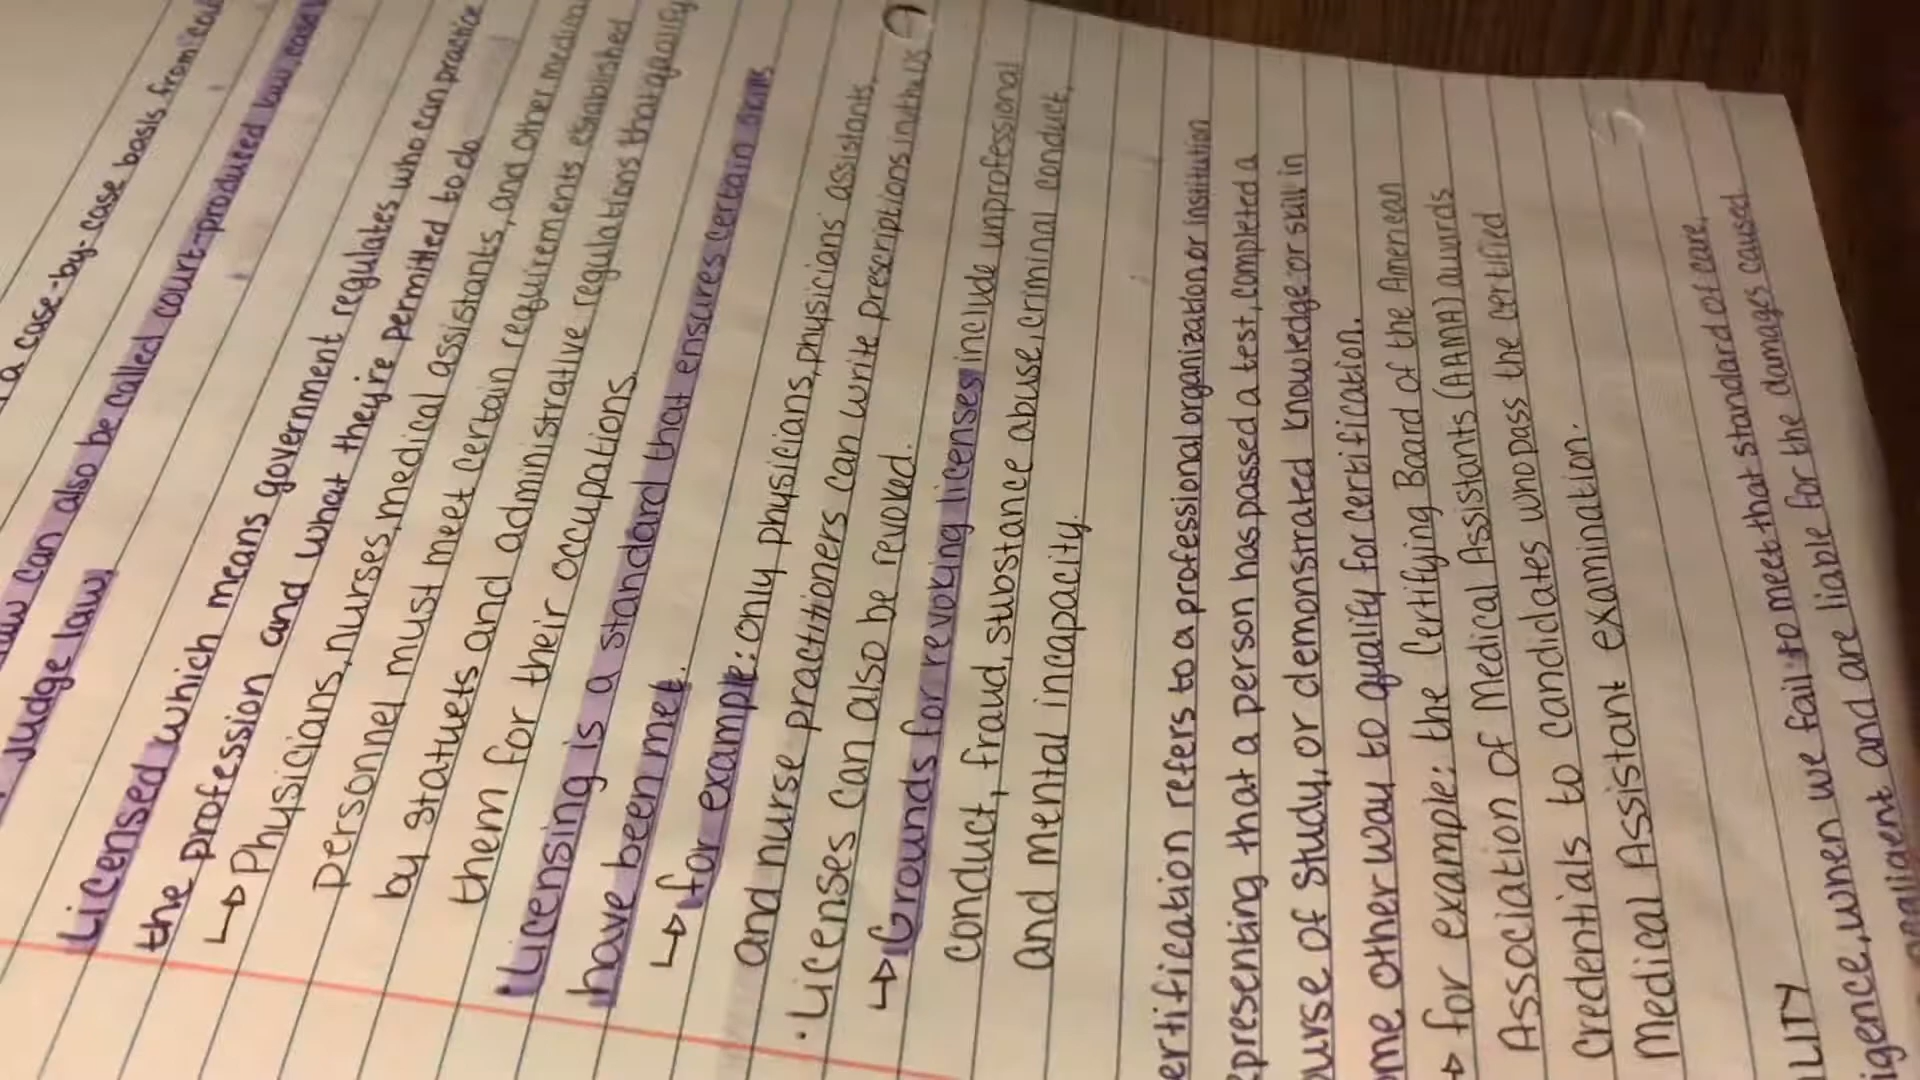 a case-by-case basis from
law can also be called court-produced law, case
Judge law.
Licensed which means government regulates who can practice
the profession and what they're permitted to do
↳ Physicians, nurses, medical assistants, and other medical
personnel must meet certain requirements established
by statuets and administrative regulations that qualify
them for their occupations.
• Licensing is a standard that ensures certain skills
have been met.
↳ for example: only physicians, physicians assistants,
and nurse practitioners can write prescriptions in the US
• Licenses can also be revoked.
↳ Grounds for revoking licenses include unprofessional
conduct, fraud, substance abuse, criminal conduct,
and mental incapacity.
ertification refers to a professional organization or institution
epresenting that a person has passed a test, completed a
ourse of study, or demonstrated knowledge or skill in
ome other way to qualify for certification.
↳ for example: the Certifying Board of the American
Association of Medical Assistants (AAMA) awards
credentials to candidates who pass the certified
Medical Assistant examination.
LITY
igence, when we fail to meet that standard of care,
negligent and are liable for the damages caused